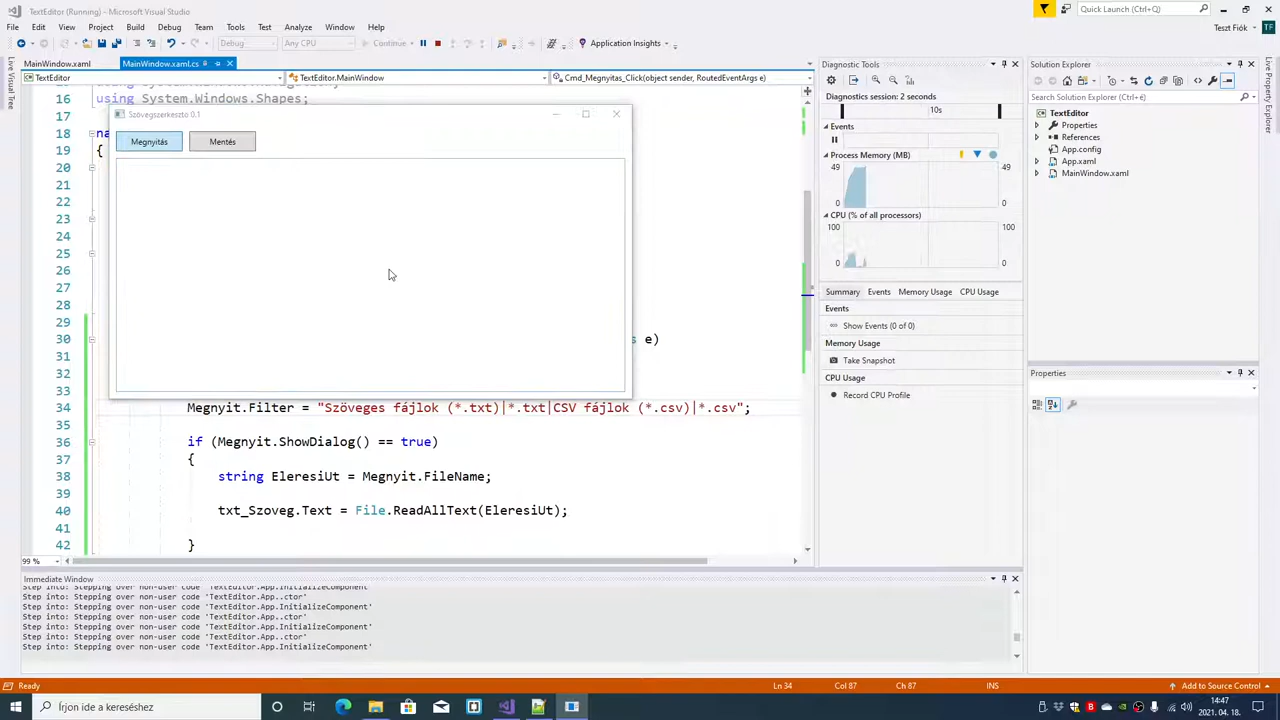 TextEditor (Running) - Microsoft Visual Studio
Quick Launch (Ctrl+Q)
File Edit View Project Build Debug Team Tools Test Analyze Window Help
Teszt Fiók TF
Debug Any CPU Continue Application Insights
MainWindow.xaml MainWindow.xaml.cs
TextEditor TextEditor.MainWindow Cmd_Megnyitas_Click(object sender, RoutedEventArgs e)
Live Visual Tree
16 using System.Windows.Shapes;
17
18 na
19 {
20
21
22
23
24
25
26
27
28
29
30 s e)
31
32
33
34 Megnyit.Filter = "Szöveges fájlok (*.txt)|*.txt|CSV fájlok (*.csv)|*.csv";
35
36 if (Megnyit.ShowDialog() == true)
37 {
38 string EleresiUt = Megnyit.FileName;
39
40 txt_Szoveg.Text = File.ReadAllText(EleresiUt);
41
42 }
99 %
Szövegszerkesztő 0.1
Megnyitás Mentés
Diagnostic Tools
Diagnostics session: 2 seconds
10s
Events
Process Memory (MB)
49 49
0 0
CPU (% of all processors)
100 100
0 0
Summary Events Memory Usage CPU Usage
Events
Show Events (0 of 0)
Memory Usage
Take Snapshot
CPU Usage
Record CPU Profile
Solution Explorer
Search Solution Explorer (Ctrl+é)
TextEditor
Properties
References
App.config
App.xaml
MainWindow.xaml
Properties
Live Property Explorer
Immediate Window
Step into: Stepping over non-user code 'TextEditor.App.InitializeComponent'
Step into: Stepping over non-user code 'TextEditor.App..ctor'
Step into: Stepping over non-user code 'TextEditor.App.InitializeComponent'
Step into: Stepping over non-user code 'TextEditor.App..ctor'
Step into: Stepping over non-user code 'TextEditor.App.InitializeComponent'
Step into: Stepping over non-user code 'TextEditor.App..ctor'
Step into: Stepping over non-user code 'TextEditor.App.InitializeComponent'
Ready Ln 34 Col 87 Ch 87 INS Add to Source Control
Írjon ide a kereséshez
14:47
2021. 04. 18.